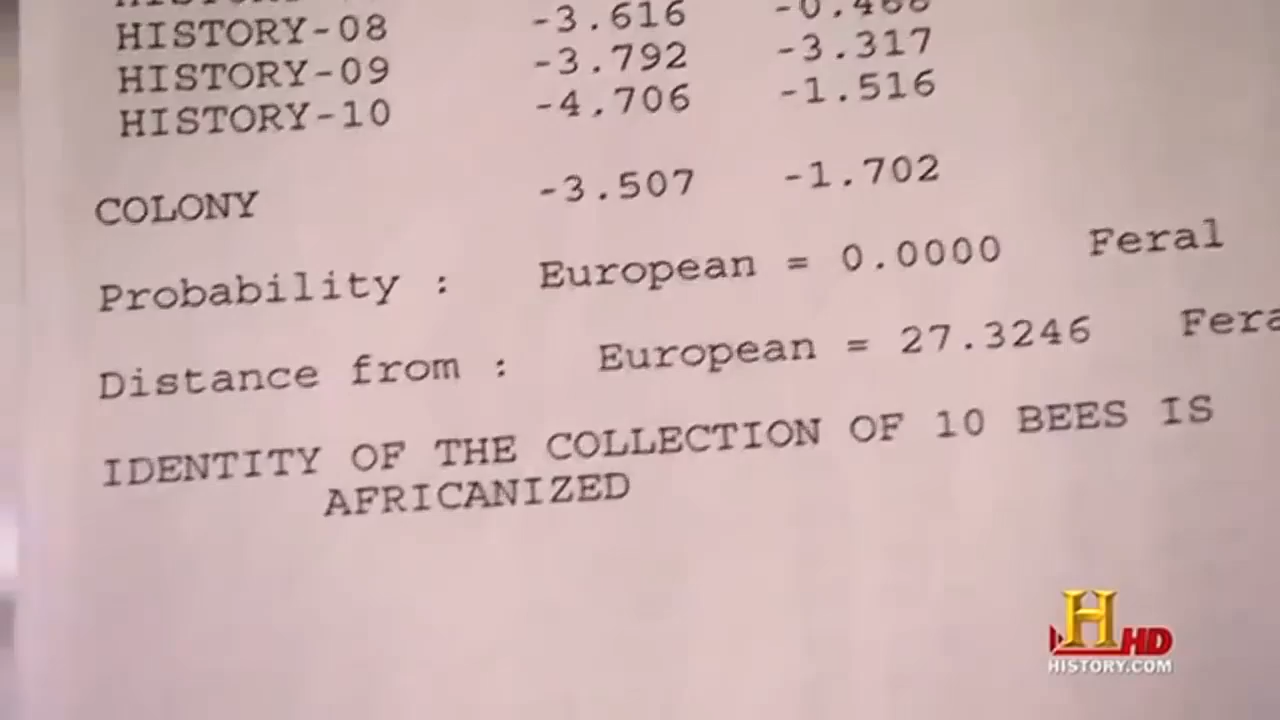 HISTORY-08 -3.616
HISTORY-09 -3.792 -3.317
HISTORY-10 -4.706 -1.516
COLONY -3.507 -1.702
Probability : European = 0.0000 Feral
Distance from : European = 27.3246
IDENTITY OF THE COLLECTION OF 10 BEES IS
AFRICANIZED
H HD
HISTORY.COM